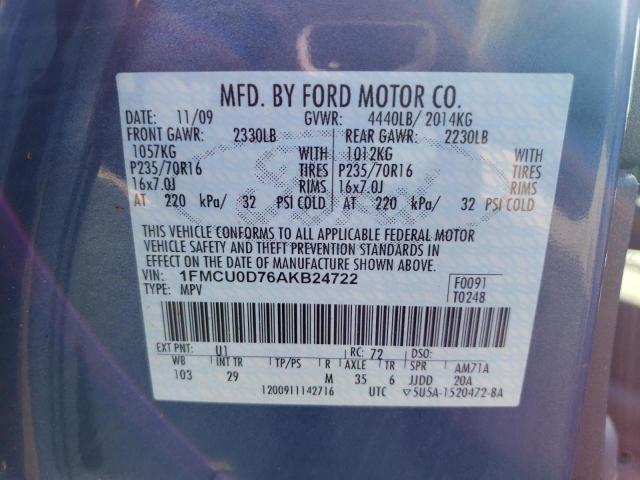 MFD. BY FORD MOTOR CO.
DATE: 11/09 GVWR: 4440LB/ 2014KG
FRONT GAWR: 2330LB REAR GAWR: 2230LB
1057KG WITH 1012KG WITH
P235/70R16 TIRES P235/70R16 TIRES
16x7.0J RIMS 16x7.0J RIMS
AT 220 kPa/ 32 PSI COLD AT 220 kPa/ 32 PSI COLD
THIS VEHICLE CONFORMS TO ALL APPLICABLE FEDERAL MOTOR
VEHICLE SAFETY AND THEFT PREVENTION STANDARDS IN
EFFECT ON THE DATE OF MANUFACTURE SHOWN ABOVE.
VIN: 1FMCU0D76AKB24722 F0091
TYPE: MPV T0248
EXT PNT: U1 RC: 72 DSO:
WB INT TR TP/PS R AXLE TR SPR AM71A
103 29 M 35 6 JJDD 20A
1200911142716 UTC ▽5U5A-1520472-BA